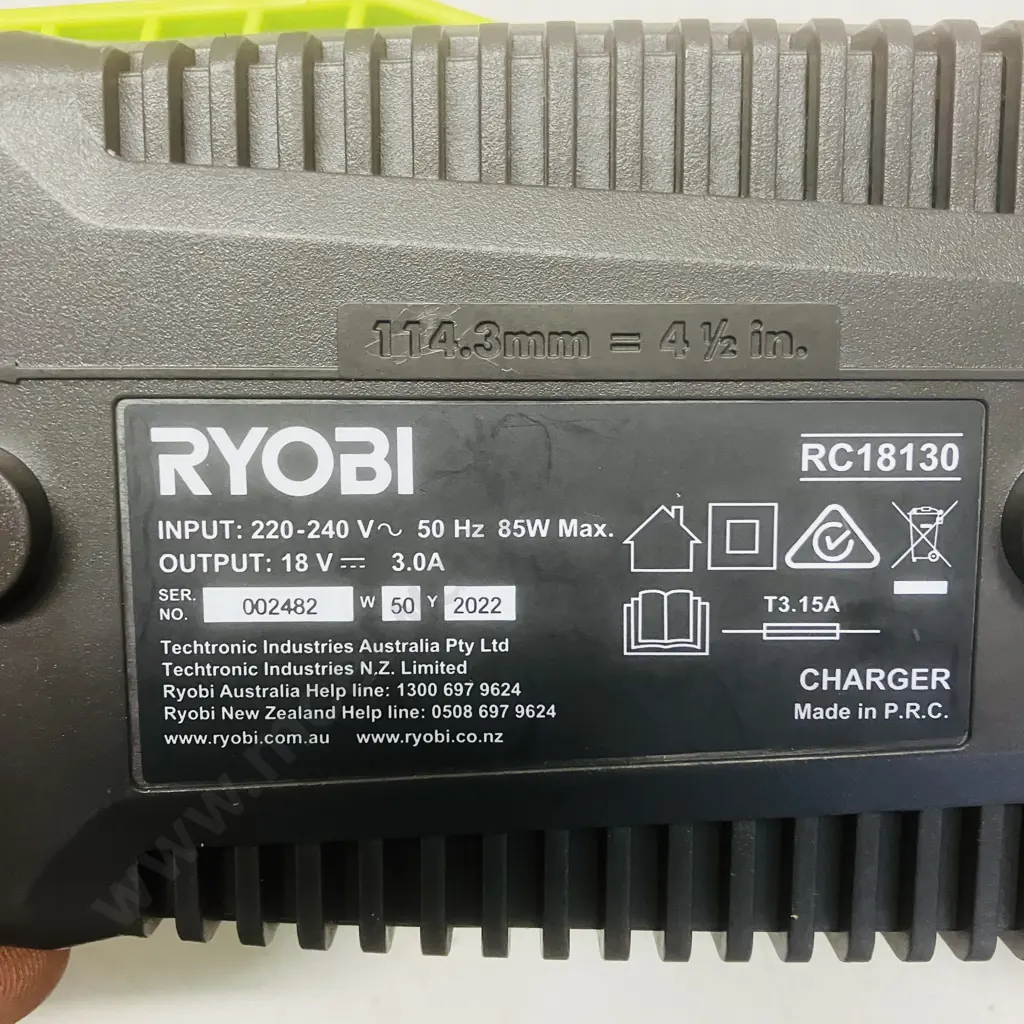 114.3mm = 4 ½ in.
RYOBI
RC18130
INPUT: 220-240 V~ 50 Hz 85W Max.
OUTPUT: 18 V⎓ 3.0A
SER. NO. 002482 W 50 Y 2022
T3.15A
Techtronic Industries Australia Pty Ltd
Techtronic Industries N.Z. Limited
Ryobi Australia Help line: 1300 697 9624
Ryobi New Zealand Help line: 0508 697 9624
www.ryobi.com.au www.ryobi.co.nz
CHARGER
Made in P.R.C.